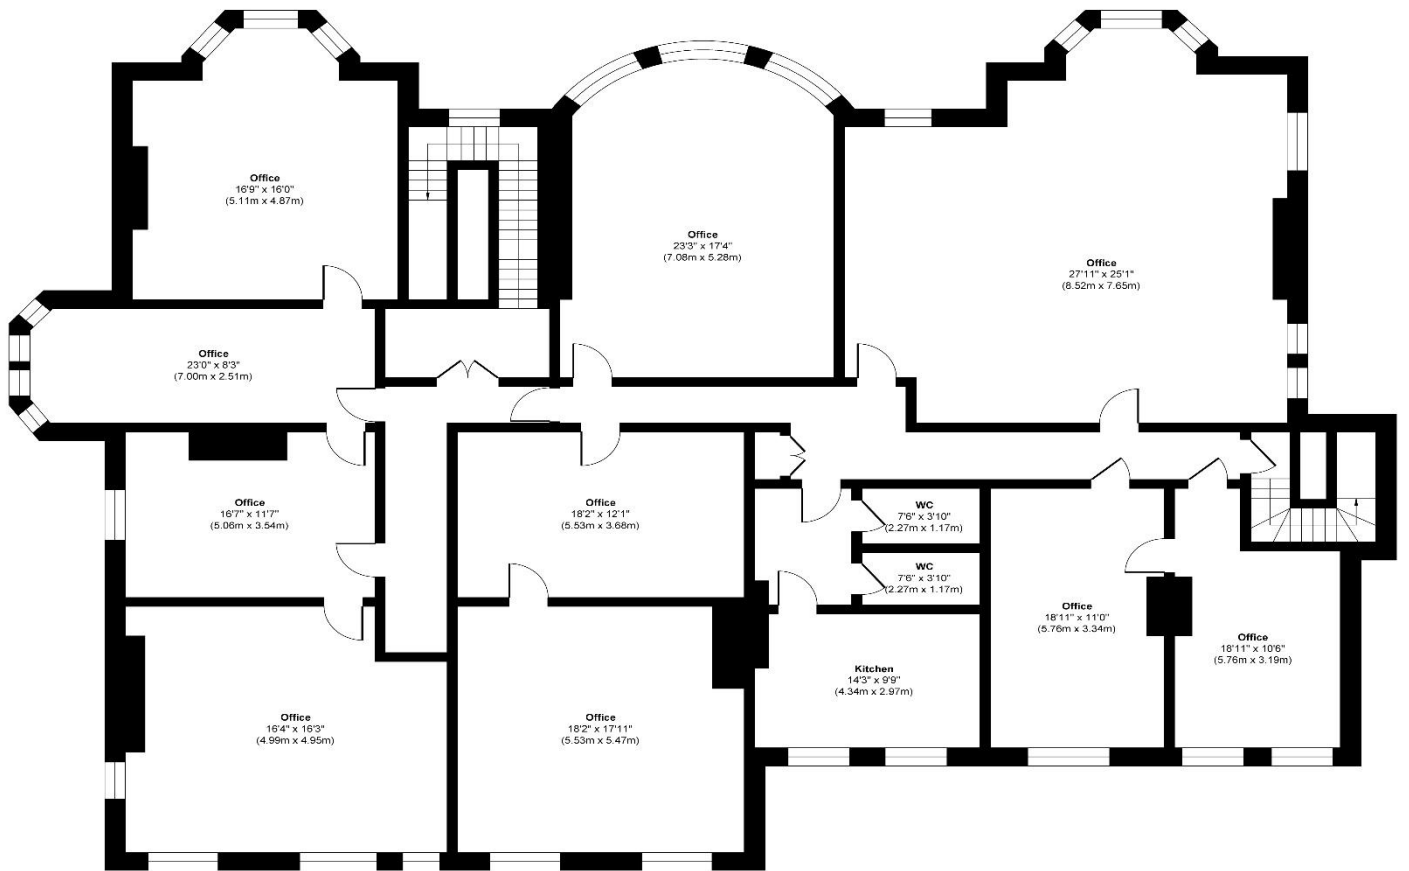 Office
16'9" x 16'0"
(5.11m x 4.87m)
Office
23'3" x 17'4"
(7.08m x 5.28m)
Office
27'11" x 25'1"
(8.52m x 7.65m)
Office
23'0" x 8'3"
(7.00m x 2.51m)
Office
16'7" x 11'7"
(5.06m x 3.54m)
Office
18'2" x 12'1"
(5.53m x 3.68m)
WC
7'6" x 3'10"
(2.27m x 1.17m)
WC
7'6" x 3'10"
(2.27m x 1.17m)
Office
18'11" x 11'0"
(5.76m x 3.34m)
Office
18'11" x 10'6"
(5.76m x 3.19m)
Kitchen
14'3" x 9'9"
(4.34m x 2.97m)
Office
16'4" x 16'3"
(4.99m x 4.95m)
Office
18'2" x 17'11"
(5.53m x 5.47m)